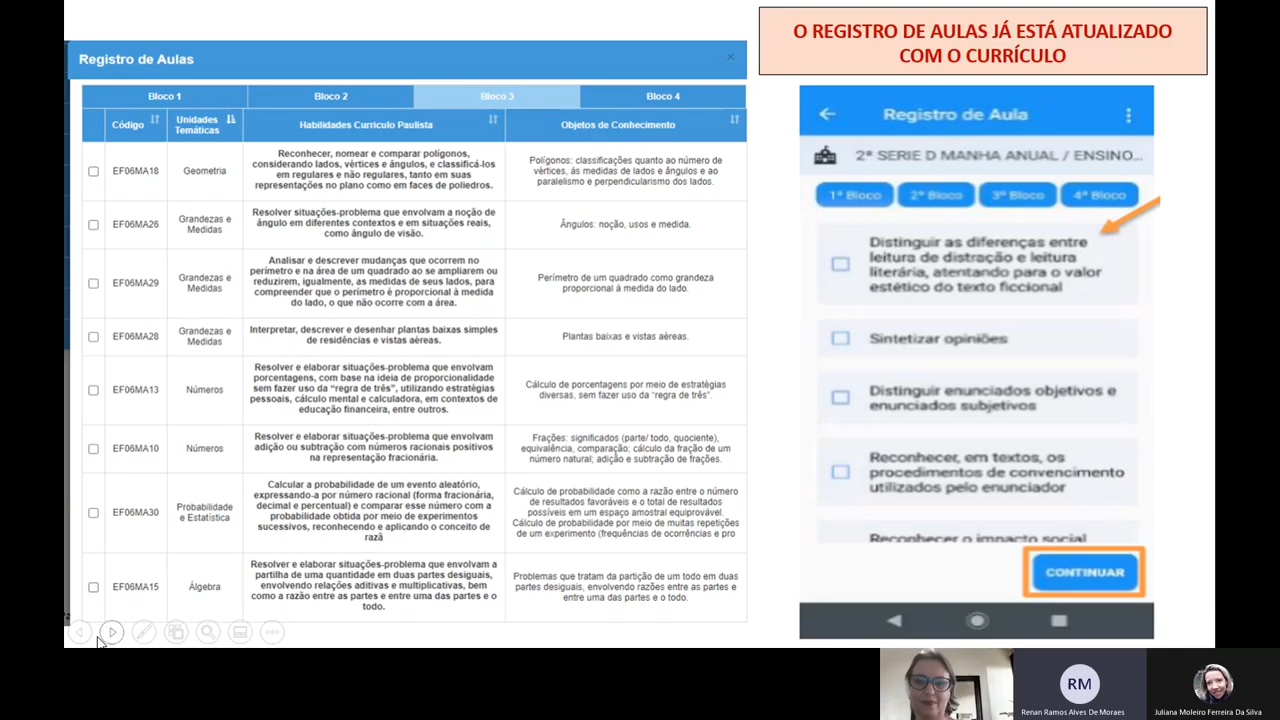 O REGISTRO DE AULAS JÁ ESTÁ ATUALIZADO
COM O CURRÍCULO
Registro de Aulas
×
Bloco 1
Bloco 2
Bloco 3
Bloco 4
Código
Unidades
Temáticas
Habilidades Curriculo Paulista
Objetos de Conhecimento
EF06MA18
Geometria
Reconhecer, nomear e comparar polígonos,
considerando lados, vértices e ângulos, e classificá-los
em regulares e não regulares, tanto em suas
representações no plano como em faces de poliedros.
Polígonos: classificações quanto ao número de
vértices, às medidas de lados e ângulos e ao
paralelismo e perpendicularismo dos lados.
EF06MA26
Grandezas e
Medidas
Resolver situações-problema que envolvam a noção de
ângulo em diferentes contextos e em situações reais,
como ângulo de visão.
Ângulos: noção, usos e medida.
EF06MA29
Grandezas e
Medidas
Analisar e descrever mudanças que ocorrem no
perímetro e na área de um quadrado ao se ampliarem ou
reduzirem, igualmente, as medidas de seus lados, para
compreender que o perímetro é proporcional à medida
do lado, o que não ocorre com a área.
Perímetro de um quadrado como grandeza
proporcional à medida do lado.
EF06MA28
Grandezas e
Medidas
Interpretar, descrever e desenhar plantas baixas simples
de residências e vistas aéreas.
Plantas baixas e vistas aéreas.
EF06MA13
Números
Resolver e elaborar situações-problema que envolvam
porcentagens, com base na ideia de proporcionalidade
sem fazer uso da “regra de três”, utilizando estratégias
pessoais, cálculo mental e calculadora, em contextos de
educação financeira, entre outros.
Cálculo de porcentagens por meio de estratégias
diversas, sem fazer uso da “regra de três”.
EF06MA10
Números
Resolver e elaborar situações-problema que envolvam
adição ou subtração com números racionais positivos
na representação fracionária.
Frações: significados (parte/ todo, quociente),
equivalência, comparação; cálculo da fração de um
número natural; adição e subtração de frações.
EF06MA30
Probabilidade
e Estatística
Calcular a probabilidade de um evento aleatório,
expressando-a por número racional (forma fracionária,
decimal e percentual) e comparar esse número com a
probabilidade obtida por meio de experimentos
sucessivos, reconhecendo e aplicando o conceito de
razã
Cálculo de probabilidade como a razão entre o número
de resultados favoráveis e o total de resultados
possíveis em um espaço amostral equiprovável.
Cálculo de probabilidade por meio de muitas repetições
de um experimento (frequências de ocorrências e pro
EF06MA15
Álgebra
Resolver e elaborar situações-problema que envolvam a
partilha de uma quantidade em duas partes desiguais,
envolvendo relações aditivas e multiplicativas, bem
como a razão entre as partes e entre uma das partes e o
todo.
Problemas que tratam da partição de um todo em duas
partes desiguais, envolvendo razões entre as partes e
entre uma das partes e o todo.
Registro de Aula
2ª SERIE D MANHA ANUAL / ENSINO...
1º Bloco
2º Bloco
3º Bloco
4º Bloco
Distinguir as diferenças entre
leitura de distração e leitura
literária, atentando para o valor
estético do texto ficcional
Sintetizar opiniões
Distinguir enunciados objetivos e
enunciados subjetivos
Reconhecer, em textos, os
procedimentos de convencimento
utilizados pelo enunciador
Reconhecer o impacto social
CONTINUAR
RM
Renan Ramos Alves De Moraes
Juliana Moleiro Ferreira Da Silva